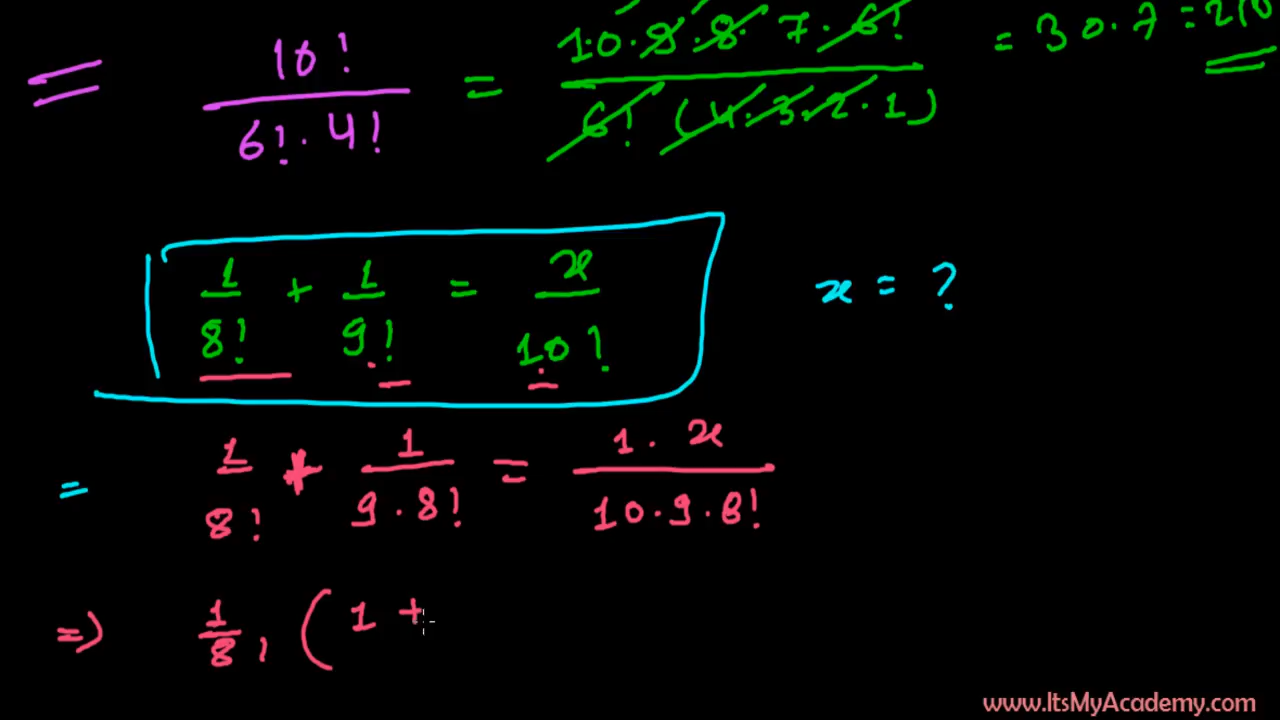 = 10! / 6! · 4! = 10 · 9 · 8 · 7 · 6! / 6! (4 · 3 · 2 · 1) = 30 · 7 = 210
1/8! + 1/9! = x/10! x = ?
= 1/8! * 1/9 · 8! = 1 · x / 10 · 9 · 8!
=> 1/8! ( 1 +
www.ItsMyAcademy.com